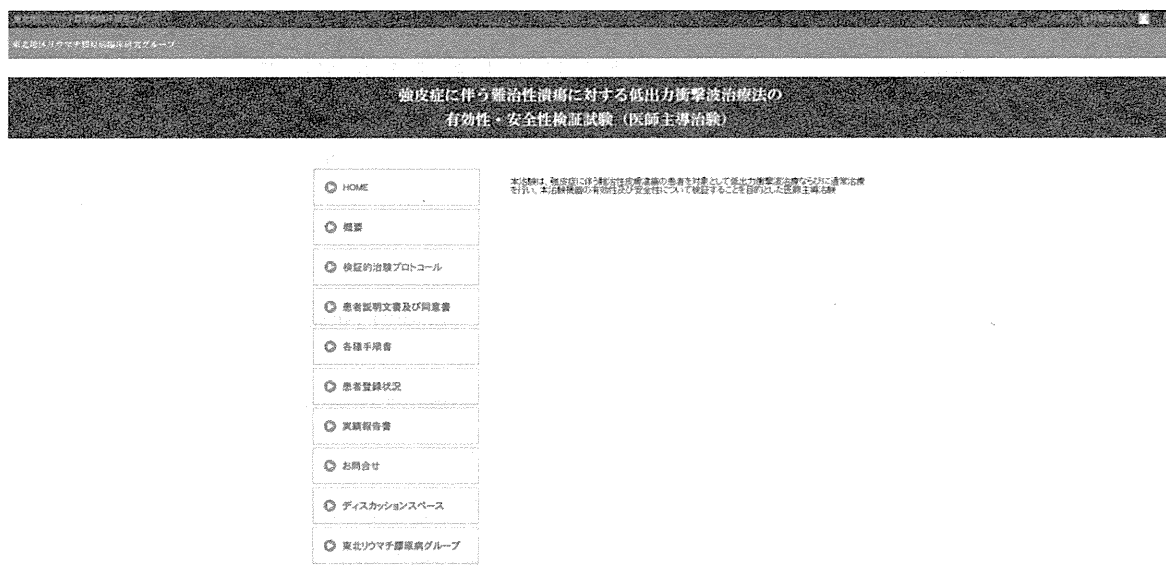 東北地区リウマチ膠原病臨床研究グループ
強皮症に伴う難治性潰瘍に対する低出力衝撃波治療法の
有効性・安全性検証試験（医師主導治験）
HOME
概要
検証的治験プロトコール
患者説明文書及び同意書
各種手順書
患者登録状況
実績報告書
お問合せ
ディスカッションスペース
東北リウマチ膠原病グループ
本治験は、強皮症に伴う難治性皮膚潰瘍の患者を対象として低出力衝撃波治療ならびに通常治療
を行い、本治験機器の有効性及び安全性について検証することを目的とした医師主導治験